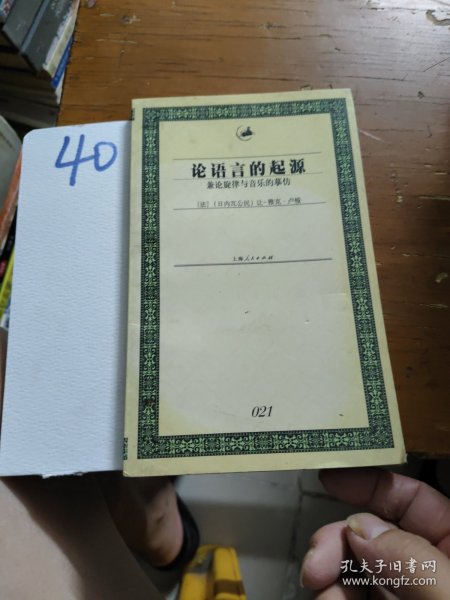 40
论语言的起源
兼论旋律与音乐的摹仿
[法]（日内瓦公民）让-雅克·卢梭
上海人民出版社
021
孔夫子旧书网
www.kongfz.com